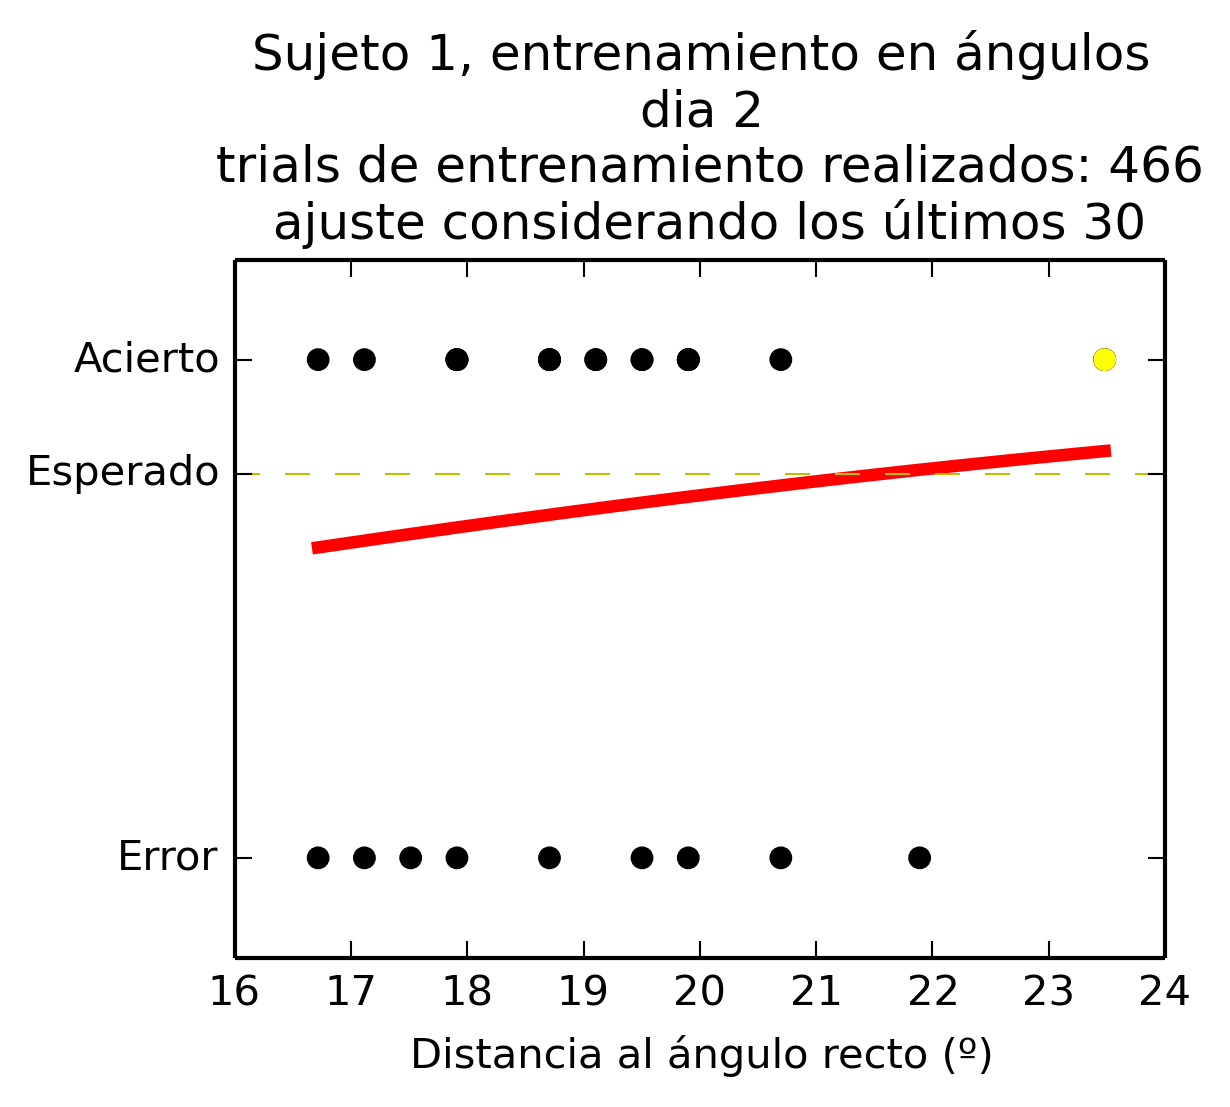 Sujeto 1, entrenamiento en ángulos
dia 2
trials de entrenamiento realizados: 466
ajuste considerando los últimos 30
Acierto
Esperado
Error
16 17 18 19 20 21 22 23 24
Distancia al ángulo recto (º)